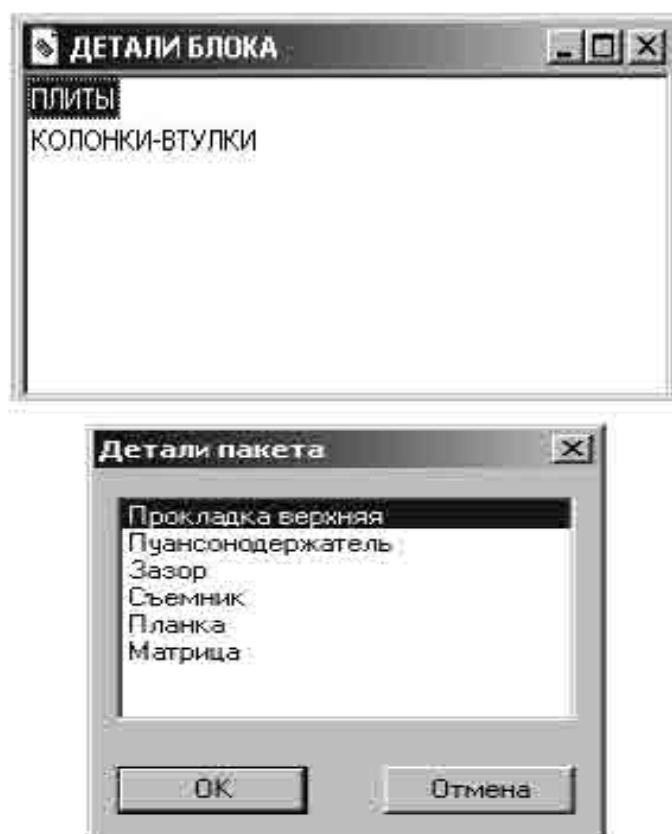 ДЕТАЛИ БЛОКА
ПЛИТЫ
КОЛОНКИ-ВТУЛКИ
Детали пакета
Прокладка верхняя
Пуансонодержатель
Зазор
Съемник
Планка
Матрица
OK
Отмена